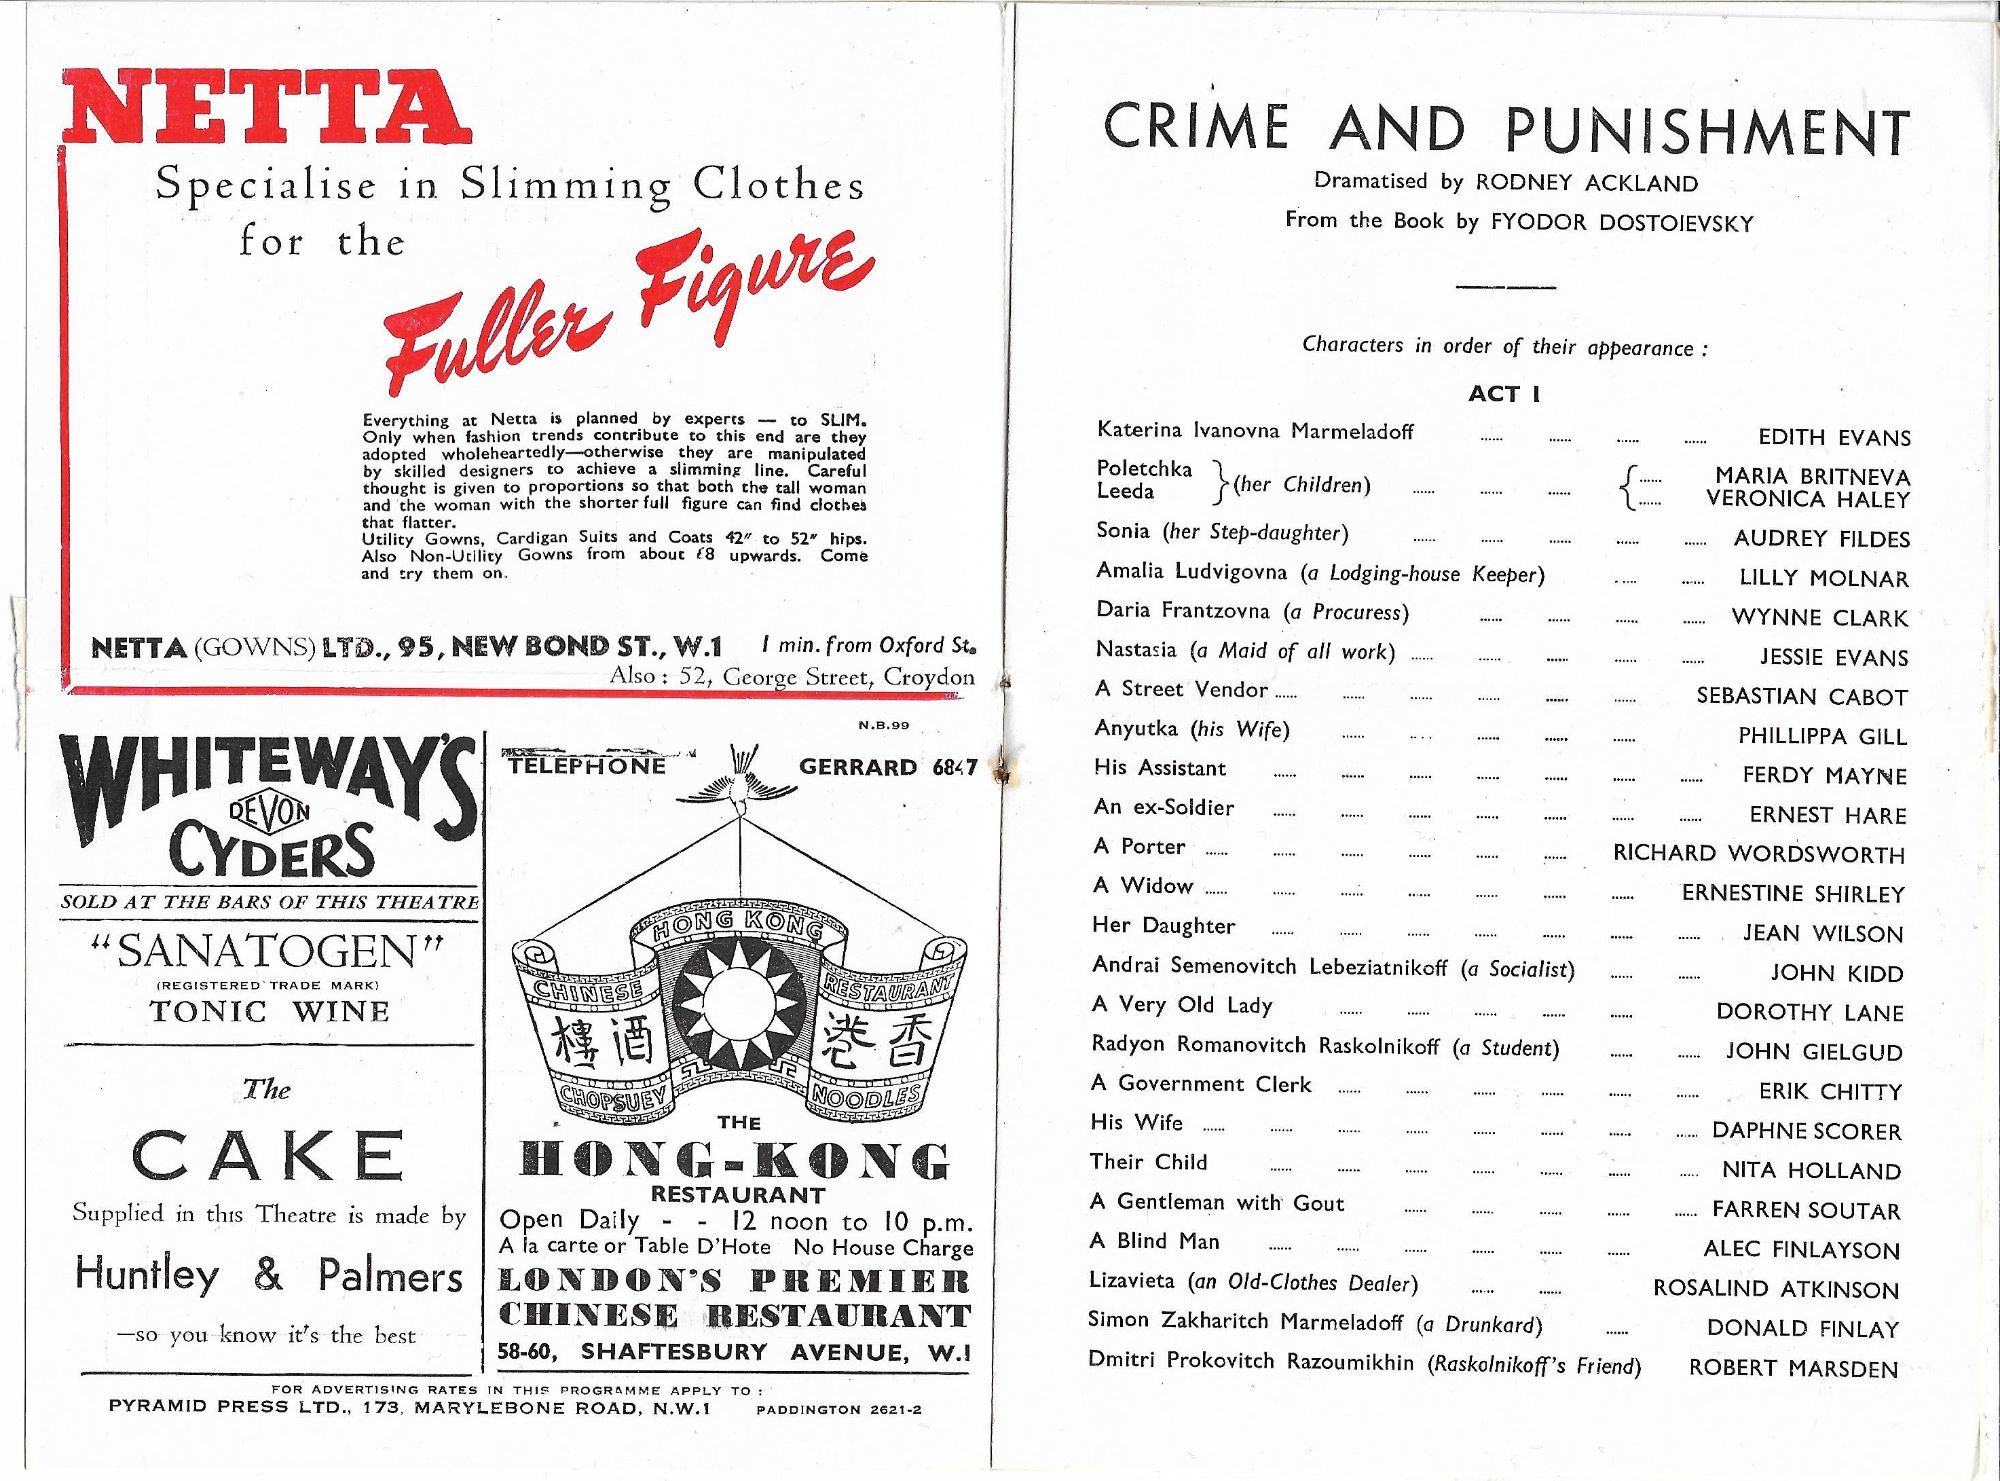 NETTA
Specialise in Slimming Clothes
for the
Fuller Figure
Everything at Netta is planned by experts — to SLIM.
Only when fashion trends contribute to this end are they
adopted wholeheartedly—otherwise they are manipulated
by skilled designers to achieve a slimming line. Careful
thought is given to proportions so that both the tall woman
and the woman with the shorter full figure can find clothes
that flatter.
Utility Gowns, Cardigan Suits and Coats 42" to 52" hips.
Also Non-Utility Gowns from about £8 upwards. Come
and try them on.
NETTA (GOWNS) LTD., 95, NEW BOND ST., W.1 1 min. from Oxford St.
Also : 52, George Street, Croydon
N.B.99
WHITEWAY'S
DEVON
CYDERS
SOLD AT THE BARS OF THIS THEATRE
"SANATOGEN"
(REGISTERED TRADE MARK)
TONIC WINE
The
CAKE
Supplied in this Theatre is made by
Huntley & Palmers
—so you know it's the best
TELEPHONE GERRARD 6847
HONG KONG
CHINESE RESTAURANT
樓酒 港香
CHOPSUEY NOODLES
THE
HONG-KONG
RESTAURANT
Open Daily - - 12 noon to 10 p.m.
A la carte or Table D'Hote No House Charge
LONDON'S PREMIER
CHINESE RESTAURANT
58-60, SHAFTESBURY AVENUE, W.1
FOR ADVERTISING RATES IN THIS PROGRAMME APPLY TO :
PYRAMID PRESS LTD., 173, MARYLEBONE ROAD, N.W.1 PADDINGTON 2621-2
CRIME AND PUNISHMENT
Dramatised by RODNEY ACKLAND
From the Book by FYODOR DOSTOIEVSKY
Characters in order of their appearance :
ACT I
Katerina Ivanovna Marmeladoff ...... ...... ...... ...... EDITH EVANS
Poletchka } (her Children) ...... ...... ...... { ...... MARIA BRITNEVA
Leeda ...... VERONICA HALEY
Sonia (her Step-daughter) ...... ...... ...... ...... ...... AUDREY FILDES
Amalia Ludvigovna (a Lodging-house Keeper) ...... ...... LILLY MOLNAR
Daria Frantzovna (a Procuress) ...... ...... ...... ...... WYNNE CLARK
Nastasia (a Maid of all work) ...... ...... ...... ...... ...... JESSIE EVANS
A Street Vendor ...... ...... ...... ...... ...... ...... SEBASTIAN CABOT
Anyutka (his Wife) ...... ...... ...... ...... ...... PHILLIPPA GILL
His Assistant ...... ...... ...... ...... ...... ...... ...... FERDY MAYNE
An ex-Soldier ...... ...... ...... ...... ...... ...... ...... ERNEST HARE
A Porter ...... ...... ...... ...... ...... ...... RICHARD WORDSWORTH
A Widow ...... ...... ...... ...... ...... ...... ...... ERNESTINE SHIRLEY
Her Daughter ...... ...... ...... ...... ...... ...... ...... JEAN WILSON
Andrai Semenovitch Lebeziatnikoff (a Socialist) ...... ...... JOHN KIDD
A Very Old Lady ...... ...... ...... ...... ...... DOROTHY LANE
Radyon Romanovitch Raskolnikoff (a Student) ...... ...... JOHN GIELGUD
A Government Clerk ...... ...... ...... ...... ...... ...... ERIK CHITTY
His Wife ...... ...... ...... ...... ...... ...... ...... ...... DAPHNE SCORER
Their Child ...... ...... ...... ...... ...... ...... ...... NITA HOLLAND
A Gentleman with Gout ...... ...... ...... ...... ...... FARREN SOUTAR
A Blind Man ...... ...... ...... ...... ...... ...... ALEC FINLAYSON
Lizavieta (an Old-Clothes Dealer) ...... ...... ROSALIND ATKINSON
Simon Zakharitch Marmeladoff (a Drunkard) ...... DONALD FINLAY
Dmitri Prokovitch Razoumikhin (Raskolnikoff's Friend) ROBERT MARSDEN